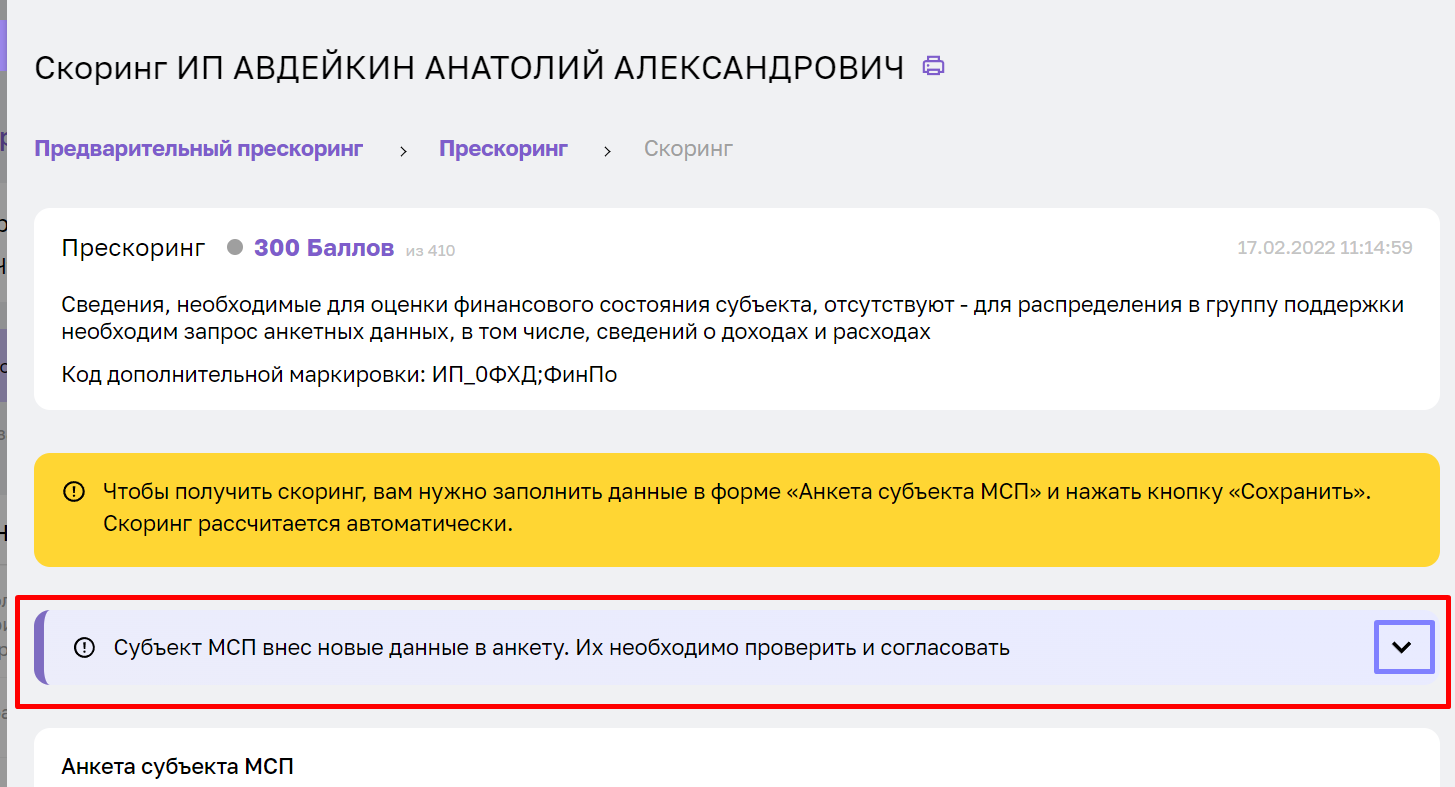 Скоринг ИП АВДЕЙКИН АНАТОЛИЙ АЛЕКСАНДРОВИЧ
Предварительный прескоринг > Прескоринг > Скоринг
Прескоринг 300 Баллов из 410 17.02.2022 11:14:59
Сведения, необходимые для оценки финансового состояния субъекта, отсутствуют - для распределения в группу поддержки
необходим запрос анкетных данных, в том числе, сведений о доходах и расходах
Код дополнительной маркировки: ИП_0ФХД;ФинПо
Чтобы получить скоринг, вам нужно заполнить данные в форме «Анкета субъекта МСП» и нажать кнопку «Сохранить».
Скоринг рассчитается автоматически.
Субъект МСП внес новые данные в анкету. Их необходимо проверить и согласовать
Анкета субъекта МСП